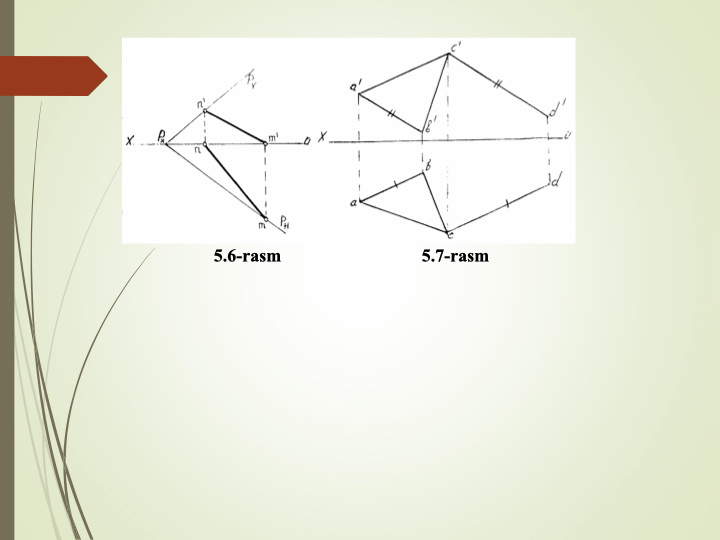 P_V
n'
X P_x n m' 0
m P_H
c'
a' d'
b'
X 0
b d
a
c
5.6-rasm 5.7-rasm